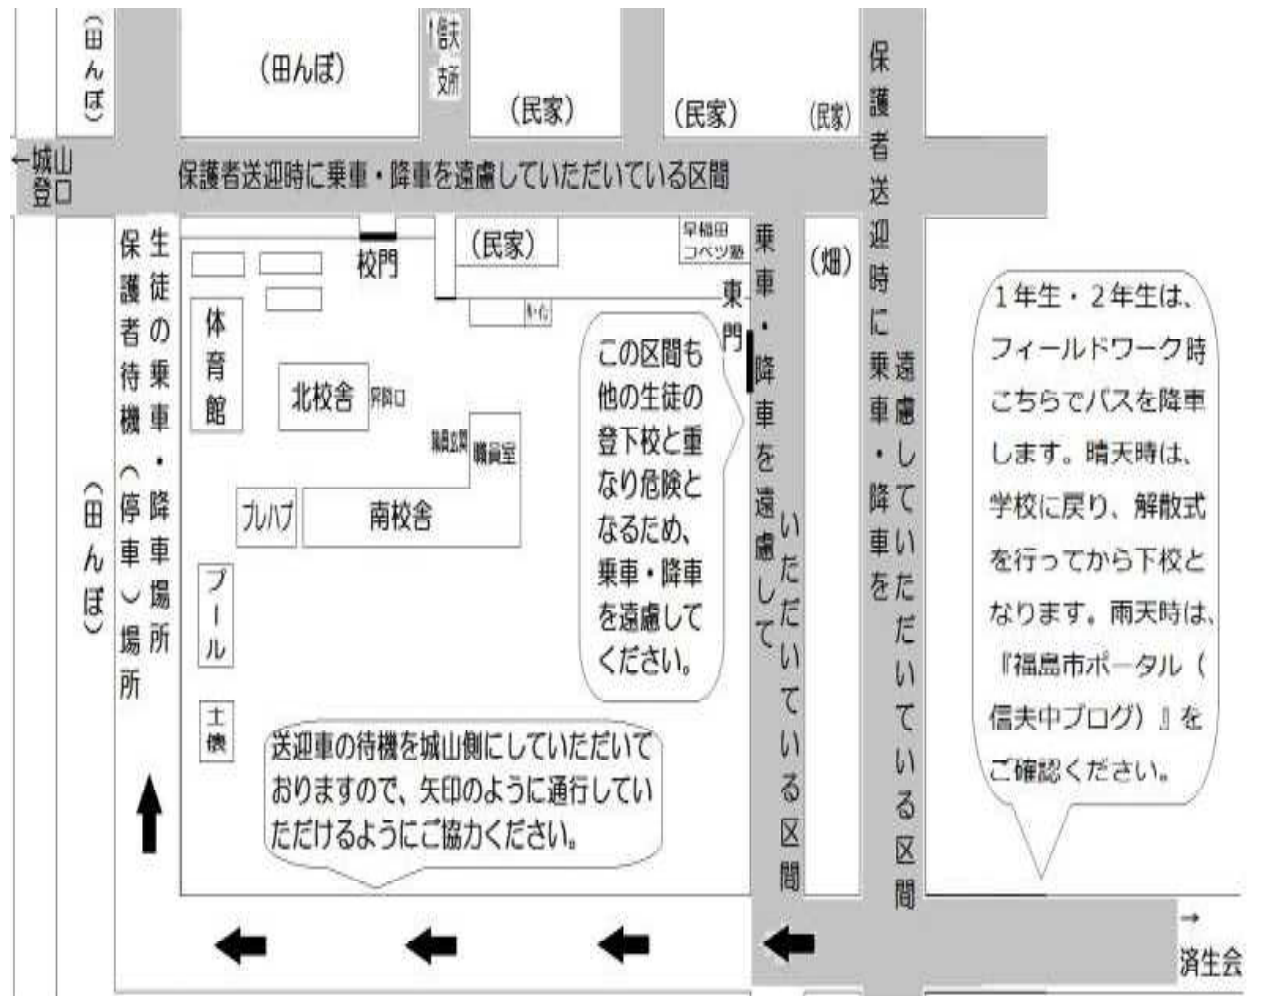 （田んぼ）
（田んぼ）
↑信夫
支所
（民家）
（民家）
（民家）
←城山
登口
保護者送迎時に乗車・降車を遠慮していただいている区間
保護者送迎時に乗車・降車を
遠慮していただいている区間
生徒の乗車・降車場所
保護者待機（停車）場所
（田んぼ）
校門
（民家）
早稲田
コベツ塾
東門
乗車・降車を遠慮して
いただいている区間
（畑）
体育館
北校舎
昇降口
職員玄関
職員室
プレハブ
南校舎
プール
土俵
この区間も
他の生徒の
登下校と重
なり危険と
なるため、
乗車・降車
を遠慮して
ください。
1年生・2年生は、
フィールドワーク時
こちらでバスを降車
します。晴天時は、
学校に戻り、解散式
を行ってから下校と
なります。雨天時は、
『福島市ポータル（
信夫中ブログ）』を
ご確認ください。
送迎車の待機を城山側にしていただいて
おりますので、矢印のように通行してい
ただけるようにご協力ください。
→
済生会